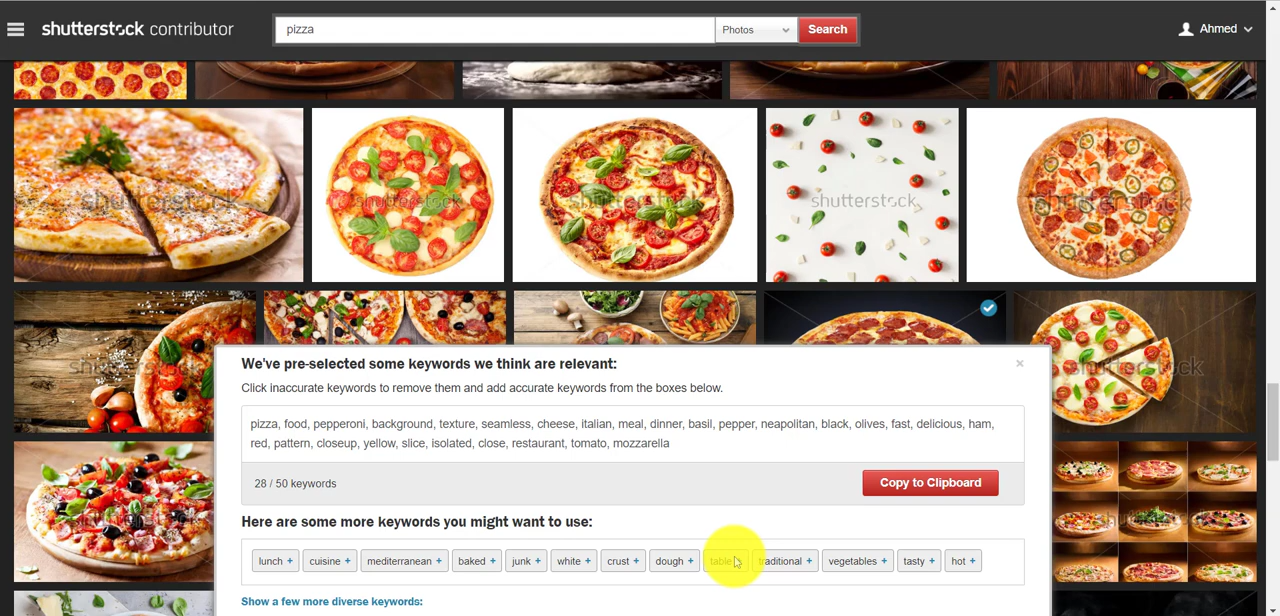 shutterstock contributor
pizza
Photos
Search
Ahmed
shutterstock
shutterstock
shutterstock
shutterstock
shutterstock
shutterstock
shutterstock
We've pre-selected some keywords we think are relevant:
×
Click inaccurate keywords to remove them and add accurate keywords from the boxes below.
pizza, food, pepperoni, background, texture, seamless, cheese, italian, meal, dinner, basil, pepper, neapolitan, black, olives, fast, delicious, ham,
red, pattern, closeup, yellow, slice, isolated, close, restaurant, tomato, mozzarella
28 / 50 keywords
Copy to Clipboard
Here are some more keywords you might want to use:
lunch + cuisine + mediterranean + baked + junk + white + crust + dough + table traditional + vegetables + tasty + hot +
Show a few more diverse keywords:
shutterstock